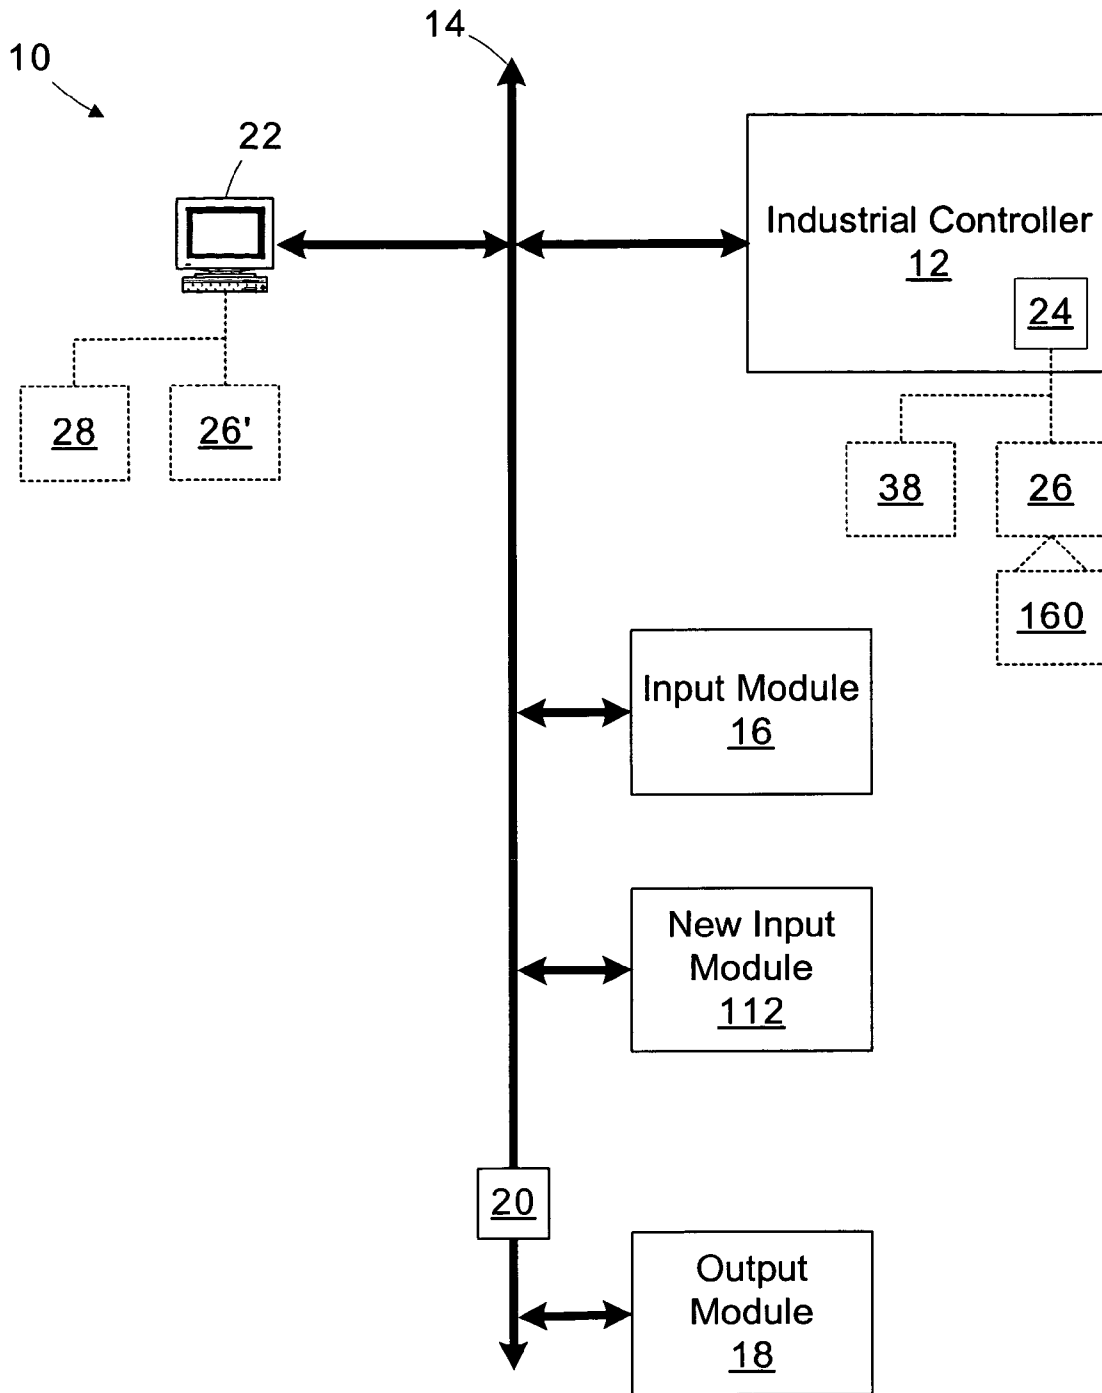 14
10
22
Industrial Controller
12
24
28
26'
38
26
160
Input Module
16
New Input
Module
112
20
Output
Module
18